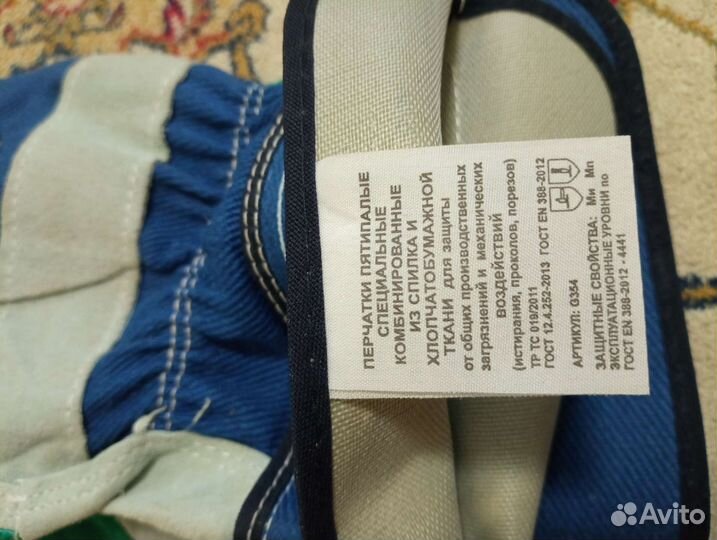 ПЕРЧАТКИ ПЯТИПАЛЫЕ
СПЕЦИАЛЬНЫЕ
КОМБИНИРОВАННЫЕ
ИЗ СПИЛКА И
ХЛОПЧАТОБУМАЖНОЙ
ТКАНИ для защиты
от общих производственных
загрязнений и механических
воздействий
(истирания, проколов, порезов)
ТР ТС 019/2011
ГОСТ 12.4.252-2013 ГОСТ EN 388-2012
АРТИКУЛ: G354
ЗАЩИТНЫЕ СВОЙСТВА: Ми Мп
ЭКСПЛУАТАЦИОННЫЕ УРОВНИ по
ГОСТ EN 388-2012 - 4441
Avito